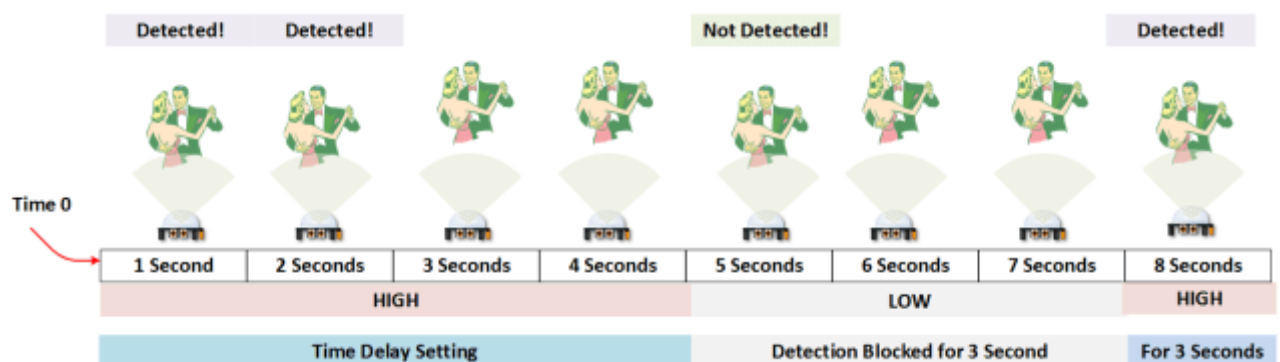 Detected! Detected! Not Detected! Detected!
Time 0
1 Second 2 Seconds 3 Seconds 4 Seconds 5 Seconds 6 Seconds 7 Seconds 8 Seconds
HIGH LOW HIGH
Time Delay Setting Detection Blocked for 3 Second For 3 Seconds